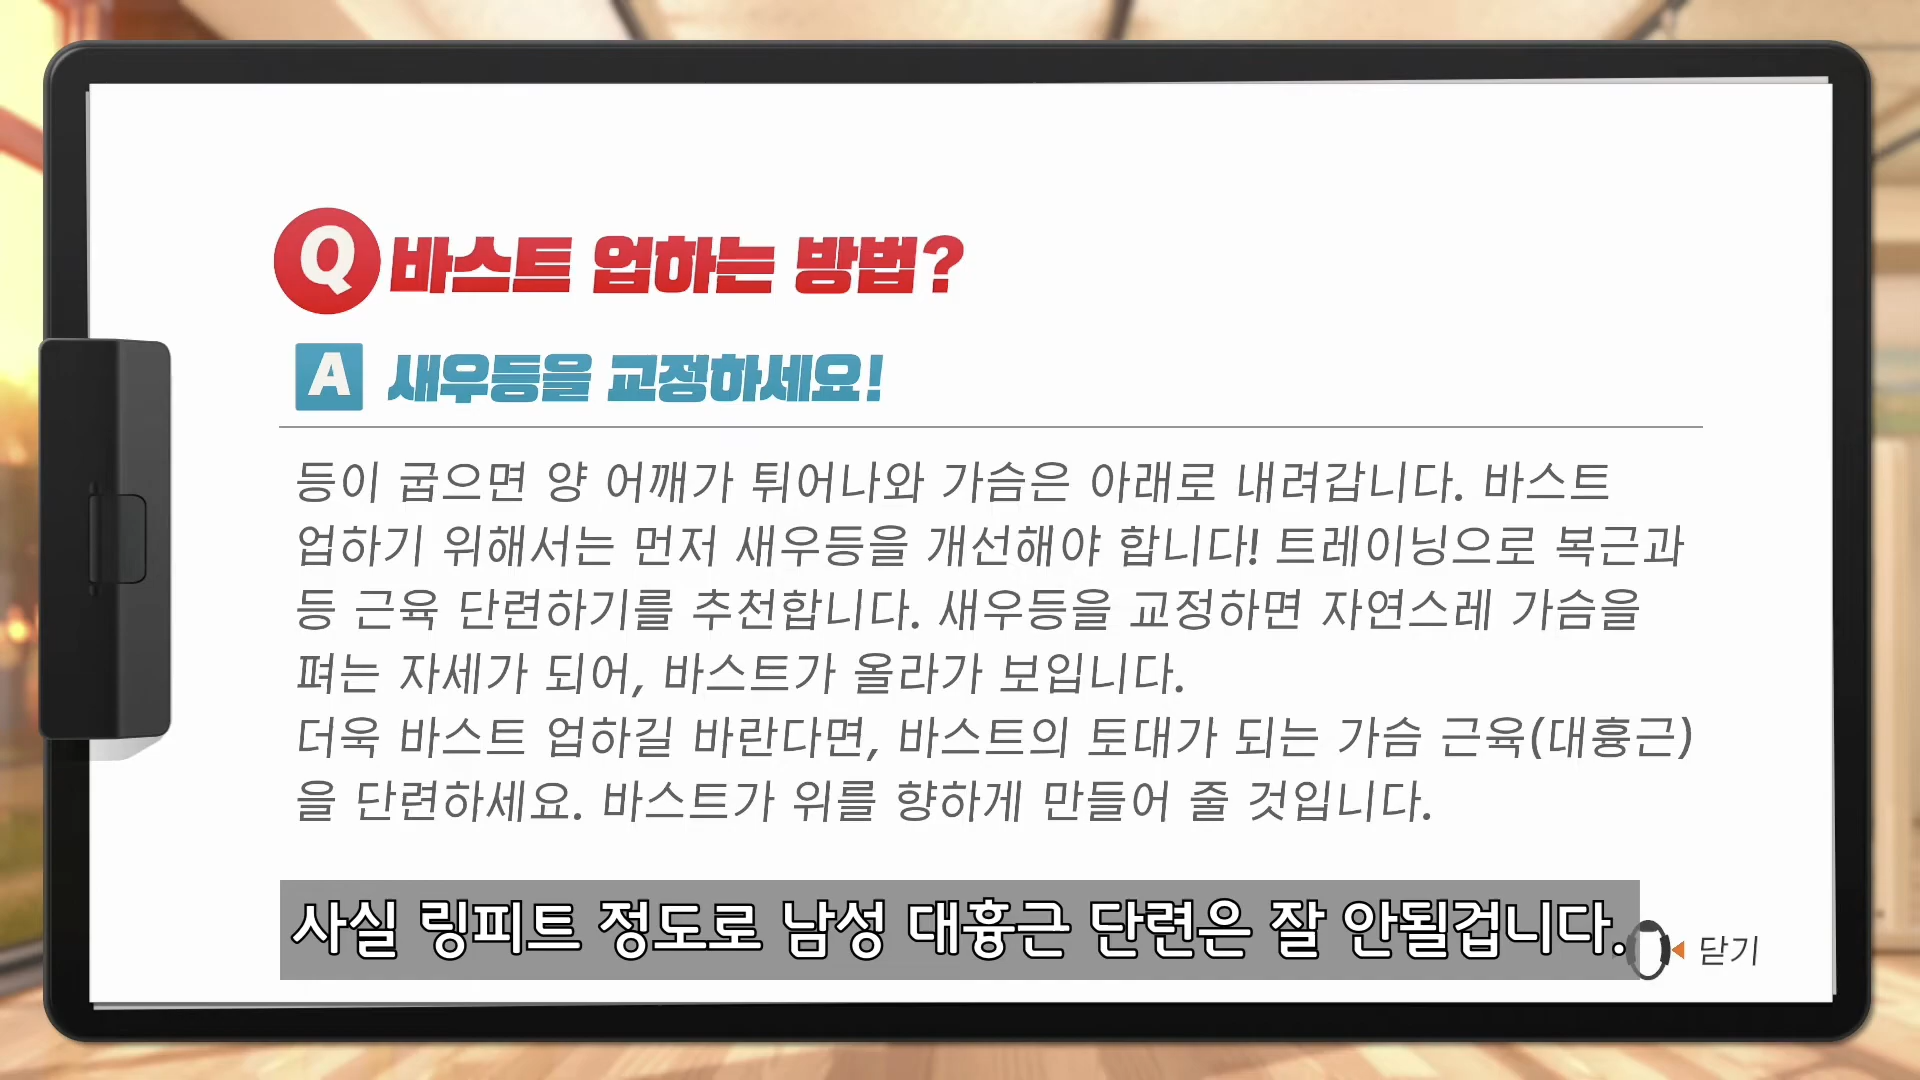 Q 바스트 업하는 방법?
A 새우등을 교정하세요!
등이 굽으면 양 어깨가 튀어나와 가슴은 아래로 내려갑니다. 바스트
업하기 위해서는 먼저 새우등을 개선해야 합니다! 트레이닝으로 복근과
등 근육 단련하기를 추천합니다. 새우등을 교정하면 자연스레 가슴을
펴는 자세가 되어, 바스트가 올라가 보입니다.
더욱 바스트 업하길 바란다면, 바스트의 토대가 되는 가슴 근육(대흉근)
을 단련하세요. 바스트가 위를 향하게 만들어 줄 것입니다.
사실 링피트 정도로 남성 대흉근 단련은 잘 안될겁니다.
닫기